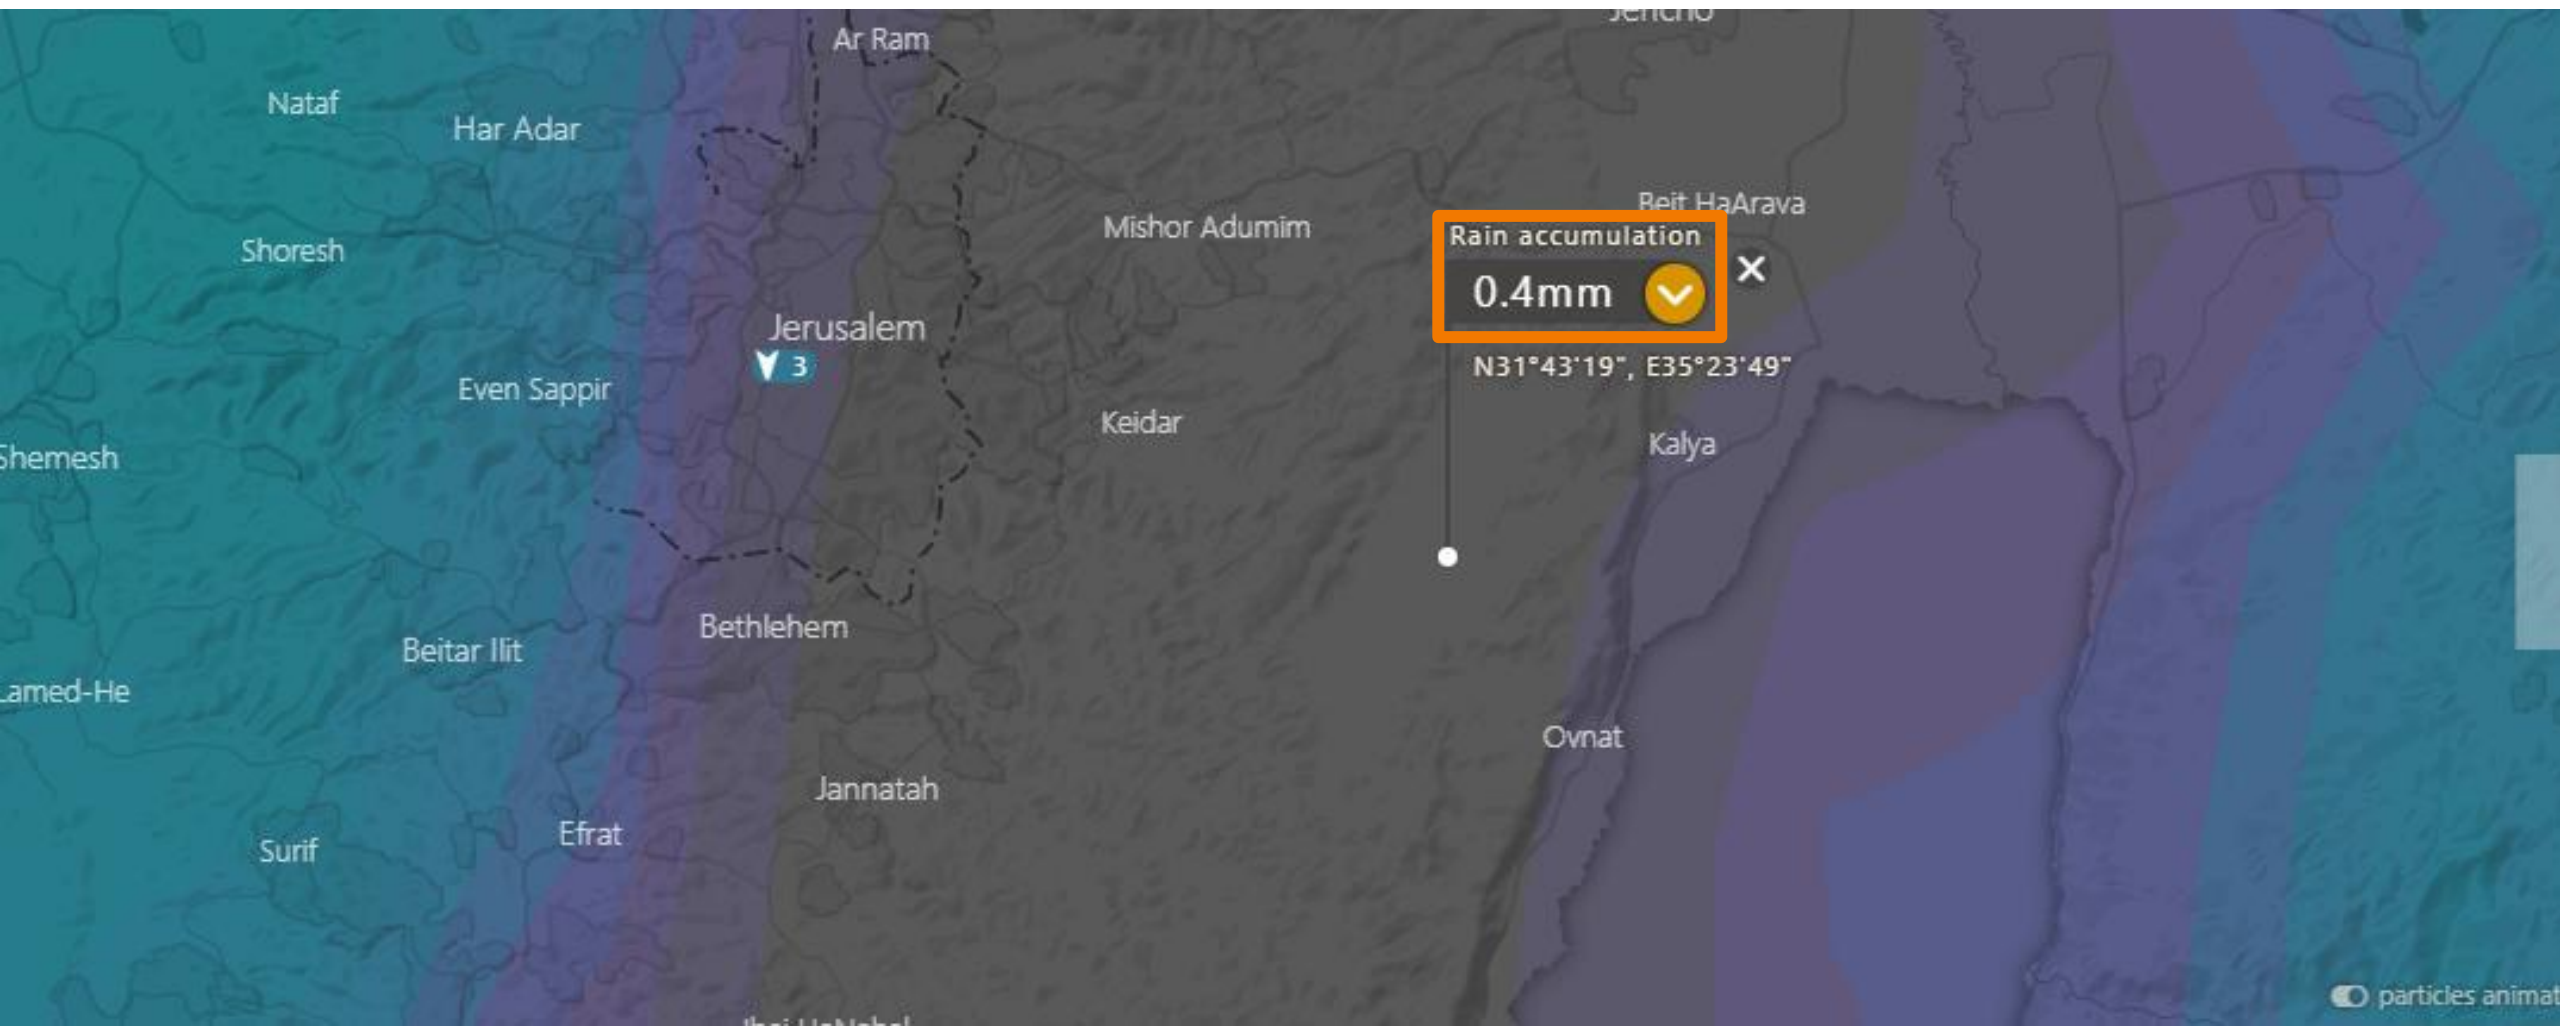 Jericho
Ar Ram
Nataf
Har Adar
Beit HaArava
Mishor Adumim
Rain accumulation
Shoresh
0.4mm
Jerusalem
3
N31°43'19", E35°23'49"
Even Sappir
Keidar
Kalya
Shemesh
Bethlehem
Beitar Ilit
Lamed-He
Ovnat
Jannatah
Efrat
Surif
particles animat